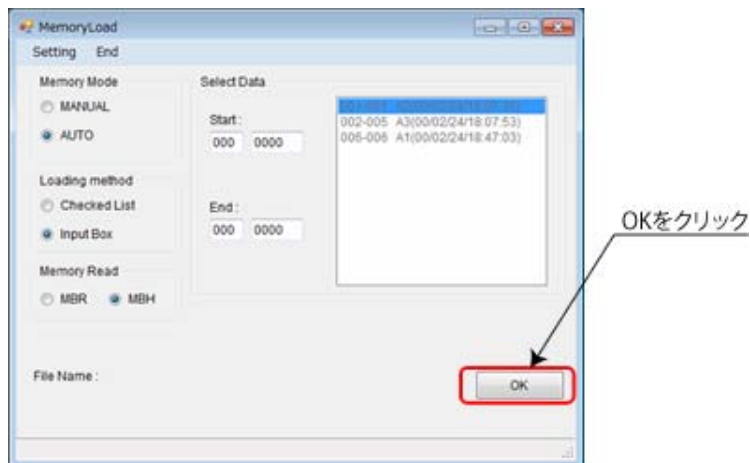 MemoryLoad
Setting End
Memory Mode
MANUAL
AUTO
Loading method
Checked List
Input Box
Memory Read
MBR MBH
File Name :
Select Data
Start :
000 0000
End :
000 0000
002-005 A3(00/02/24/18:07:53)
006-006 A1(00/02/24/18:47:03)
OK
OKをクリック